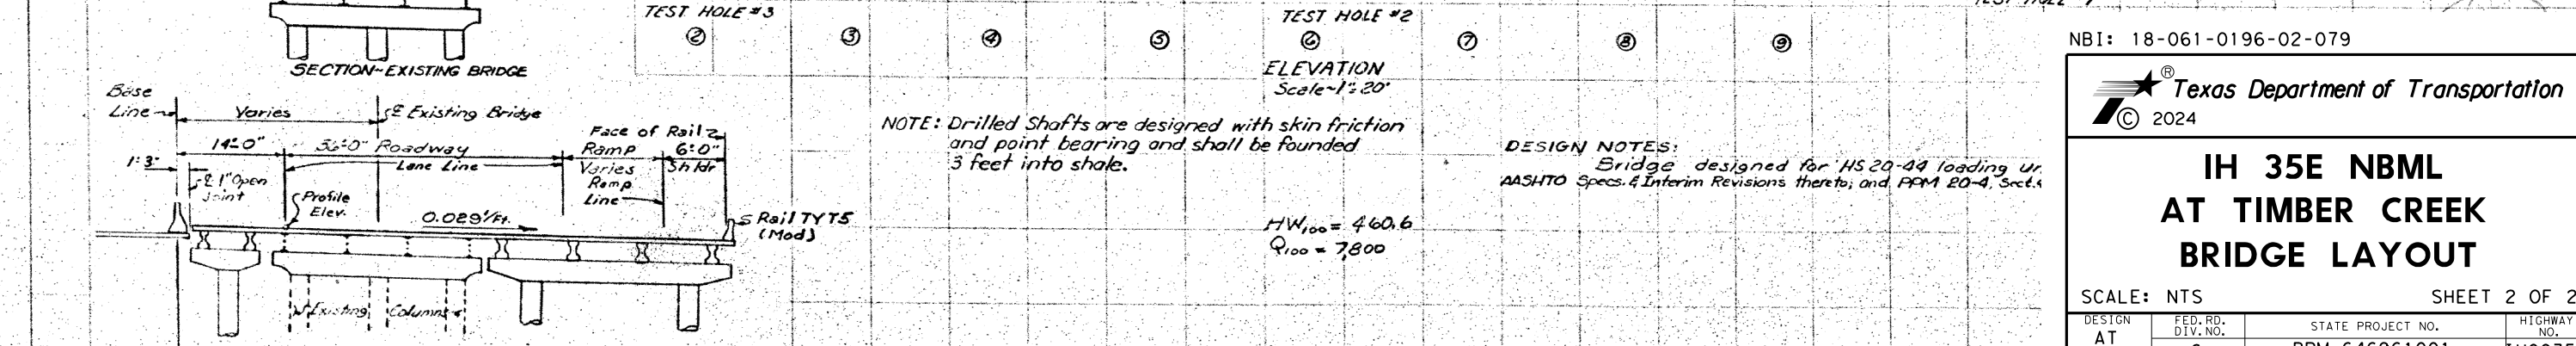 TEST HOLE #3
TEST HOLE #2
2
3
4
5
6
7
8
9
SECTION~EXISTING BRIDGE
ELEVATION
Scale~1"=20'
Base
Line
Varies
℄ Existing Bridge
Face of Rail
14'-0"
Roadway
Ramp
6'-0"
1'-3"
Lane Line
Varies
Shldr
℄ 1" Open
Joint
Ramp
Line
Profile
Elev.
0.029'/Ft.
Rail TY T5
(Mod)
Existing Columns
NOTE: Drilled Shafts are designed with skin friction
and point bearing and shall be founded
3 feet into shale.
DESIGN NOTES:
Bridge designed for HS 20-44 loading
AASHTO Specs. & Interim Revisions thereto, and PPM 20-4, Sect.
HW100 = 460.6
Q100 = 7,800
NBI: 18-061-0196-02-079
® Texas Department of Transportation
© 2024
IH 35E NBML
AT TIMBER CREEK
BRIDGE LAYOUT
SCALE: NTS SHEET 2 OF 2
DESIGN FED.RD. DIV.NO. STATE PROJECT NO. HIGHWAY NO.
AT